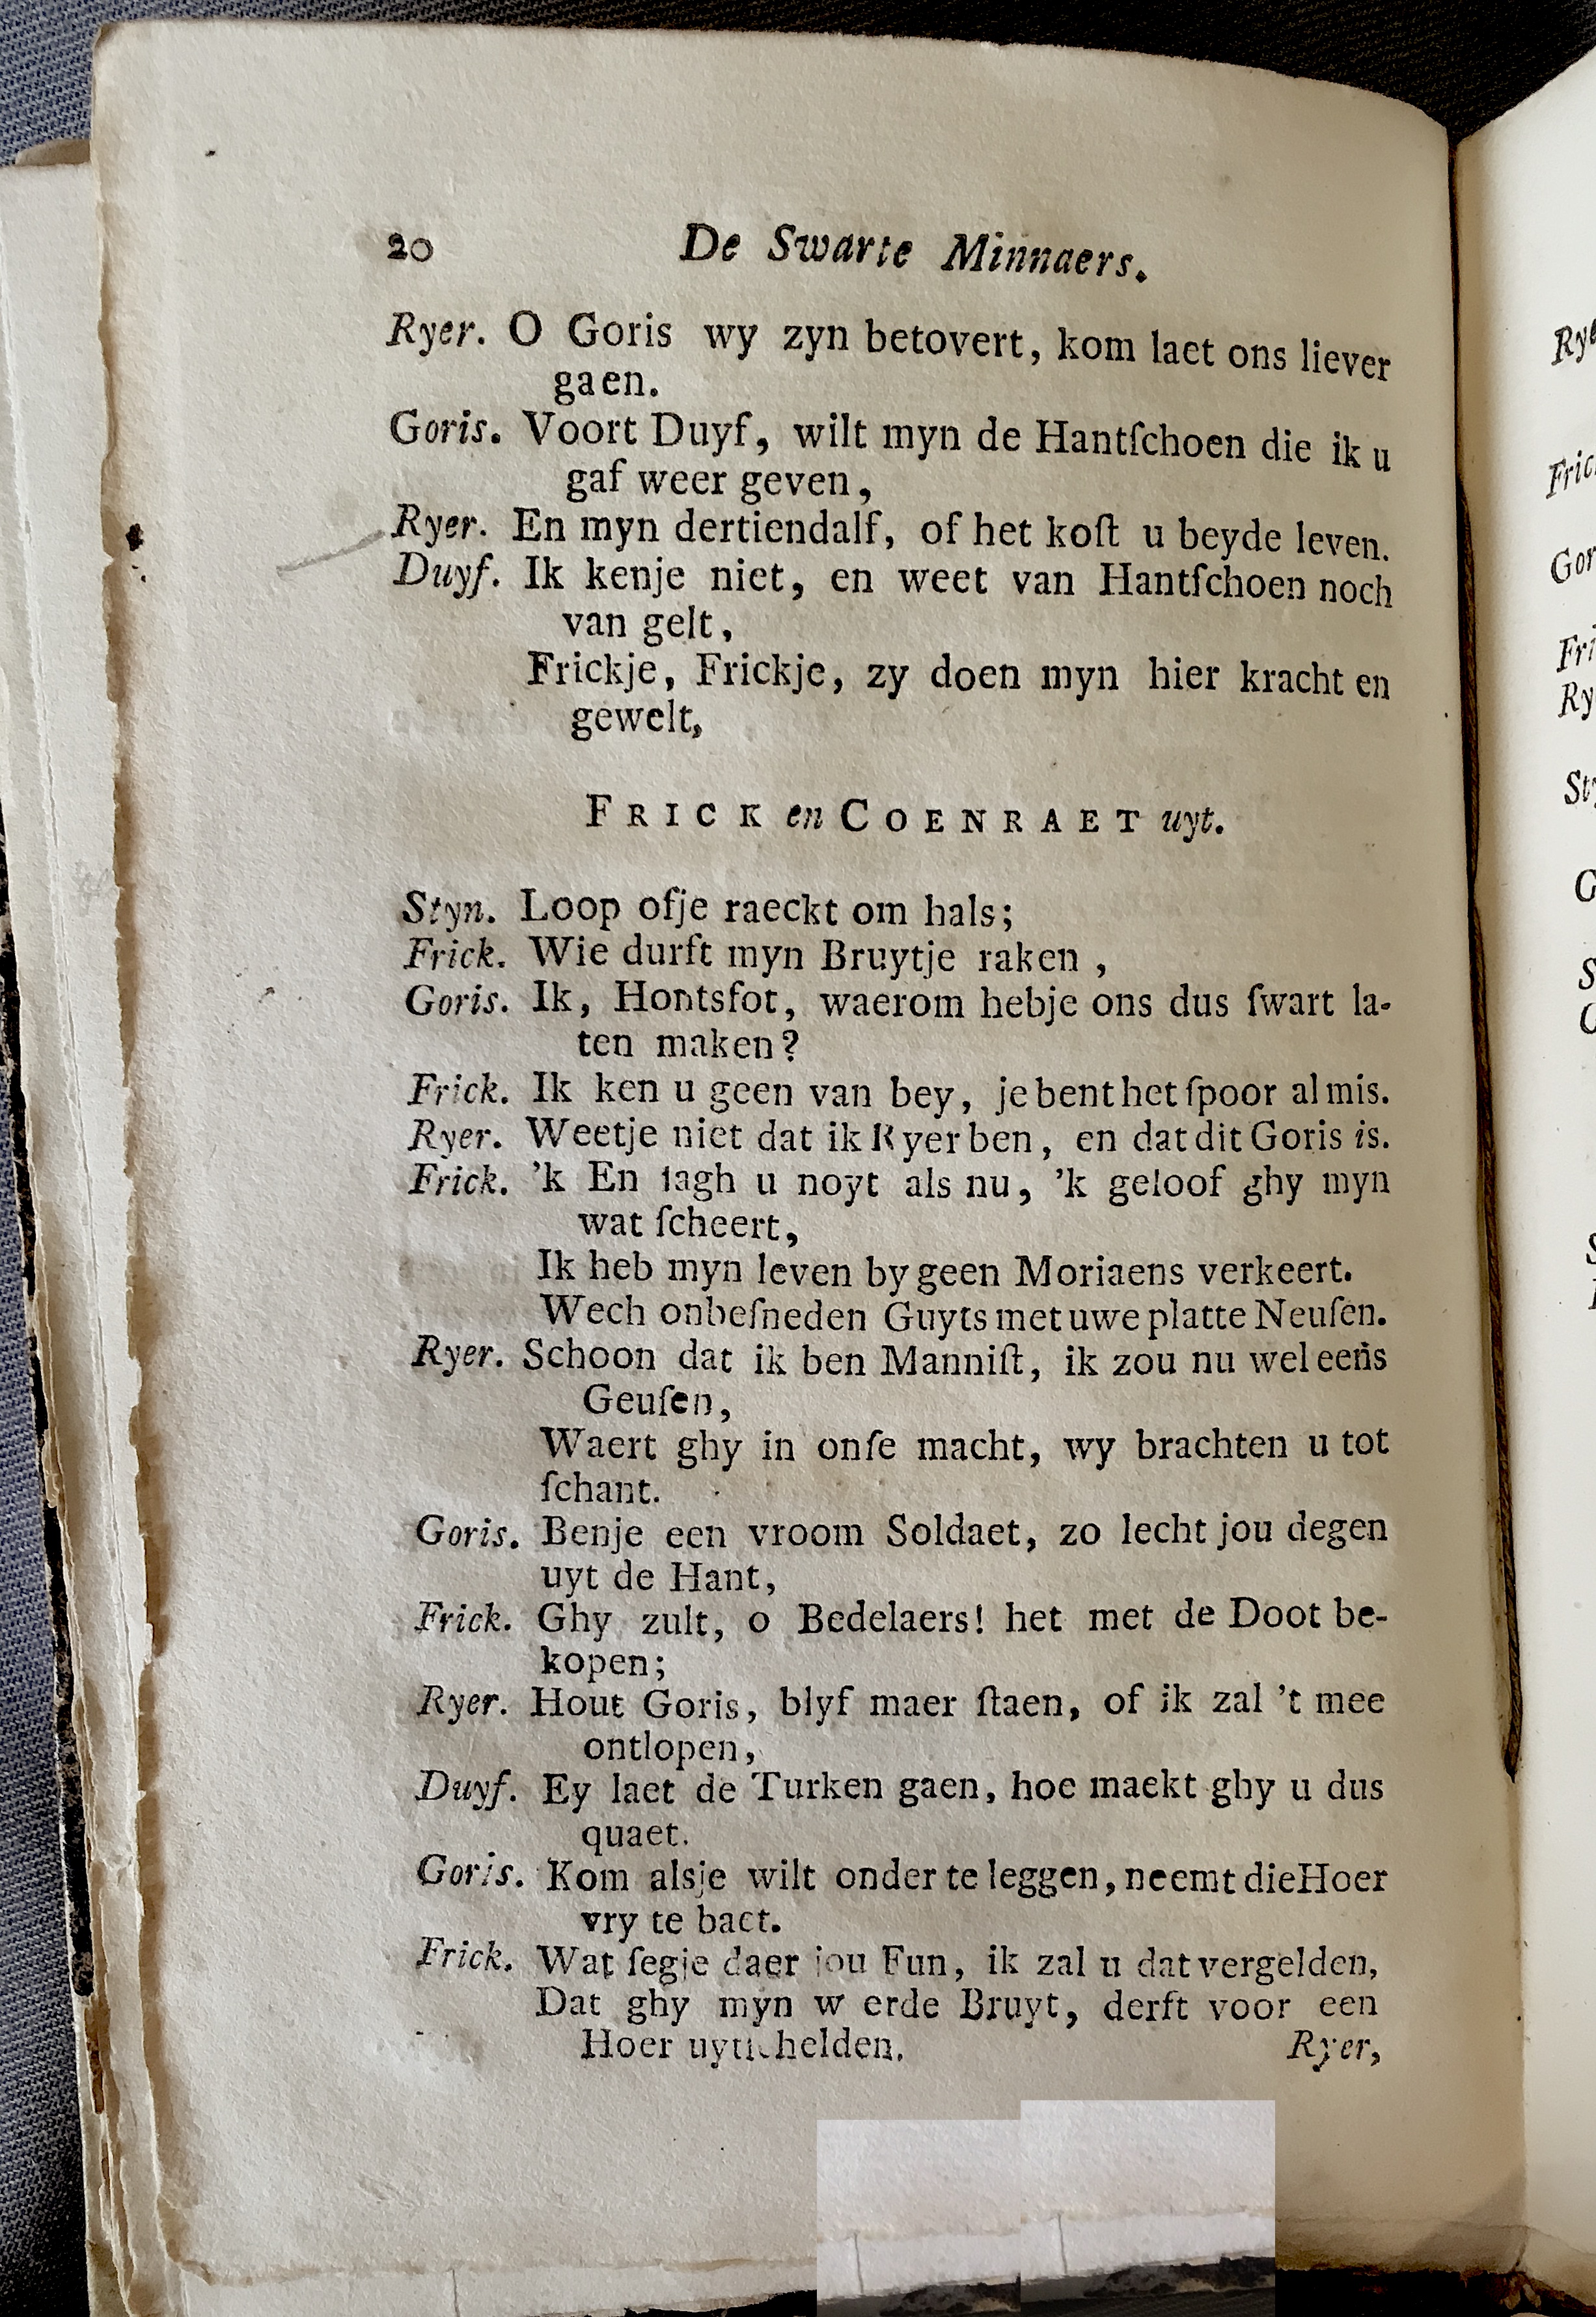 20 De Swarte Minnaers.
Ryer. O Goris wy zyn betovert, kom laet ons liever
gaen.
Goris. Voort Duyf, wilt myn de Hantſchoen die ik u
gaf weer geven,
Ryer. En myn dertiendalf, of het koſt u beyde leven.
Duyf. Ik kenje niet, en weet van Hantſchoen noch
van gelt,
Frickje, Frickje, zy doen myn hier kracht en
gewelt,
FRICK en COENRAET uyt.
Styn. Loop ofje raeckt om hals;
Frick. Wie durft myn Bruytje raken,
Goris. Ik, Hontsfot, waerom hebje ons dus ſwart la-
ten maken?
Frick. Ik ken u geen van bey, je bent het ſpoor al mis.
Ryer. Weetje niet dat ik Ryer ben, en dat dit Goris is.
Frick. 'k En ſagh u noyt als nu, 'k geloof ghy myn
wat ſcheert,
Ik heb myn leven by geen Moriaens verkeert.
Wech onbeſneden Guyts met uwe platte Neuſen.
Ryer. Schoon dat ik ben Manniſt, ik zou nu wel eens
Geuſen,
Waert ghy in onſe macht, wy brachten u tot
ſchant.
Goris. Benje een vroom Soldaet, zo lecht jou degen
uyt de Hant,
Frick. Ghy zult, o Bedelaers! het met de Doot be-
kopen;
Ryer. Hout Goris, blyf maer ſtaen, of ik zal 't mee
ontlopen,
Duyf. Ey laet de Turken gaen, hoe maekt ghy u dus
quaet.
Goris. Kom alsje wilt onder te leggen, neemt die Hoer
vry te baet.
Frick. Wat ſegje daer jou Fun, ik zal u dat vergelden,
Dat ghy myn w erde Bruyt, derft voor een
Hoer uytſchelden.
Ryer,